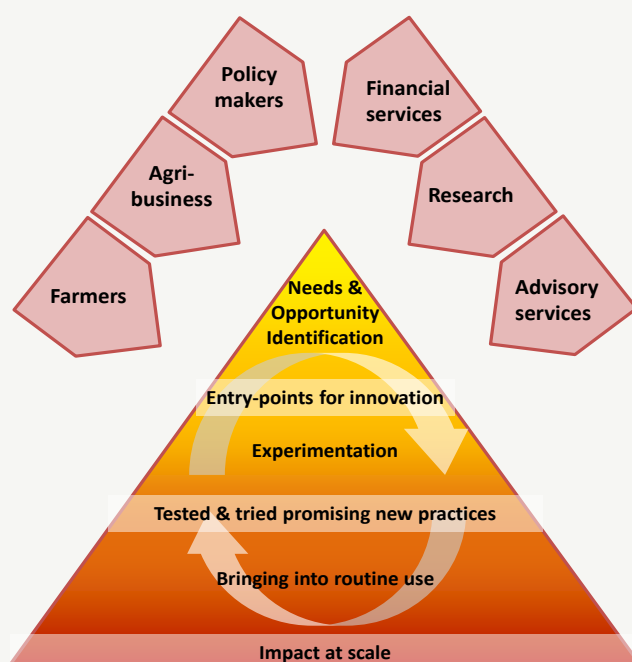 Policy
makers
Financial
services
Agri-
business
Research
Farmers
Advisory
services
Needs &
Opportunity
Identification
Entry-points for innovation
Experimentation
Tested & tried promising new practices
Bringing into routine use
Impact at scale